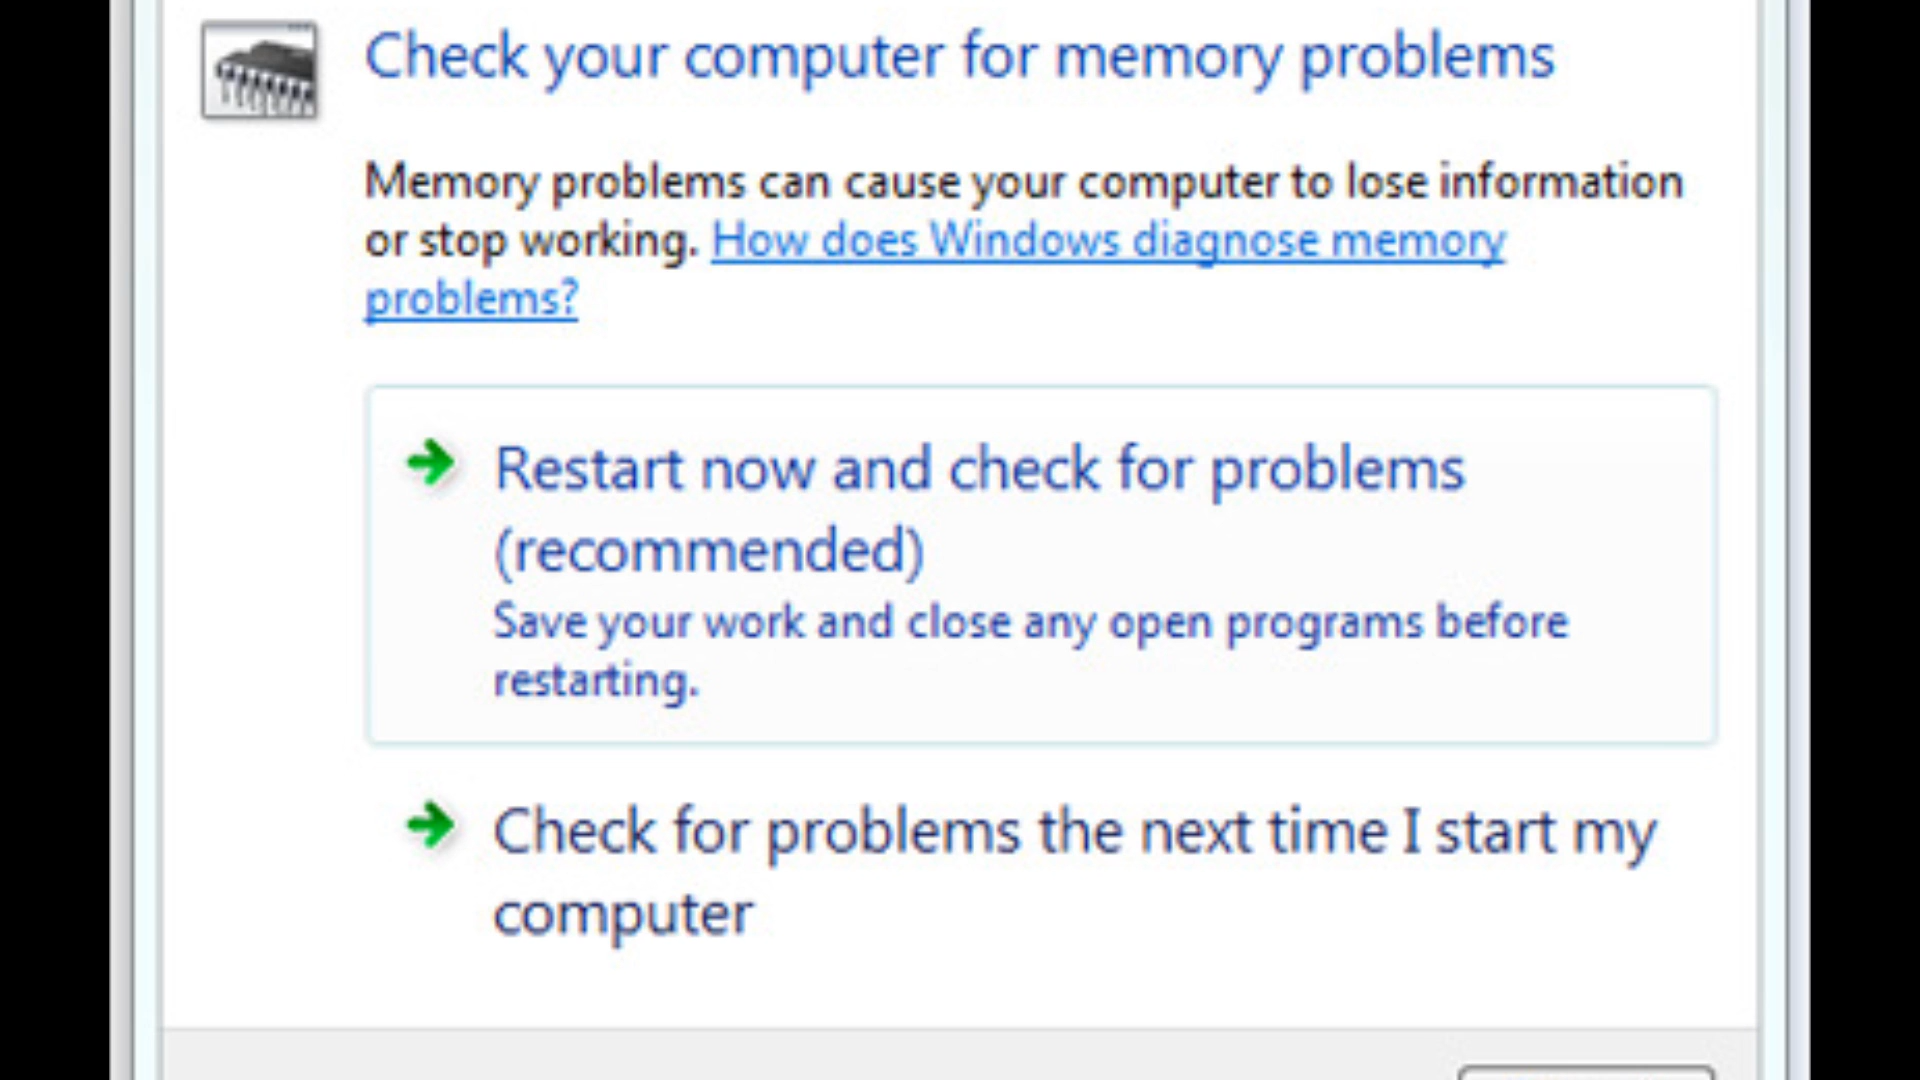 Check your computer for memory problems
Memory problems can cause your computer to lose information
or stop working. How does Windows diagnose memory
problems?
Restart now and check for problems
(recommended)
Save your work and close any open programs before
restarting.
Check for problems the next time I start my
computer